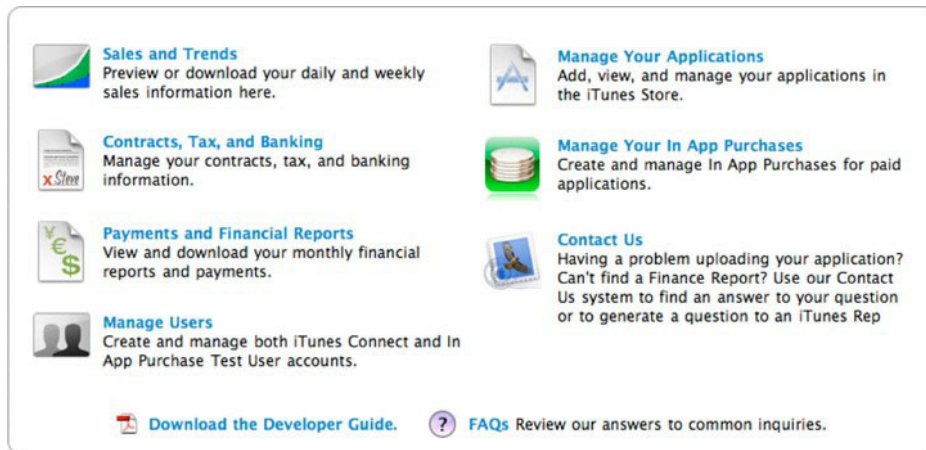 Sales and Trends
Preview or download your daily and weekly
sales information here.
Contracts, Tax, and Banking
Manage your contracts, tax, and banking
information.
x Steve
Payments and Financial Reports
View and download your monthly financial
reports and payments.
¥
€
$
Manage Users
Create and manage both iTunes Connect and In
App Purchase Test User accounts.
Manage Your Applications
Add, view, and manage your applications in
the iTunes Store.
Manage Your In App Purchases
Create and manage In App Purchases for paid
applications.
Contact Us
Having a problem uploading your application?
Can't find a Finance Report? Use our Contact
Us system to find an answer to your question
or to generate a question to an iTunes Rep
Download the Developer Guide.
? FAQs Review our answers to common inquiries.